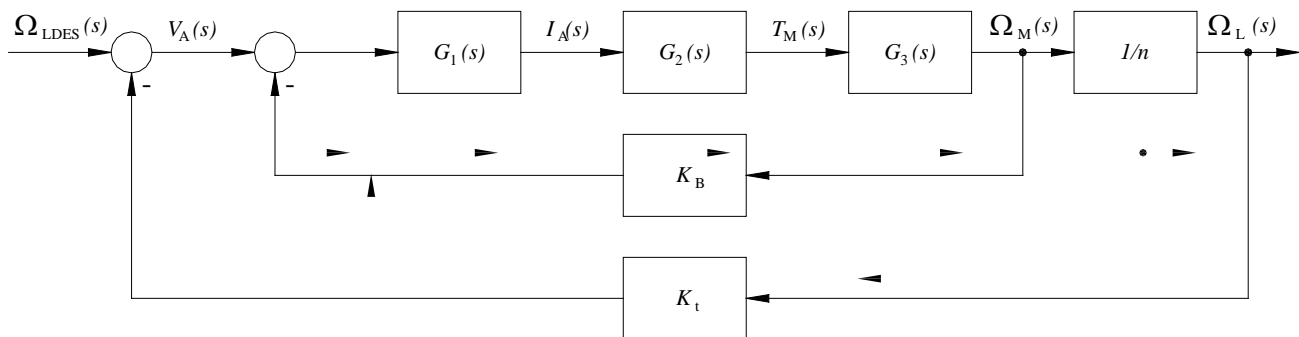 Ω_LDES(s) V_A(s) G_1(s) I_A(s) G_2(s) T_M(s) G_3(s) Ω_M(s) 1/n Ω_L(s)
- -
K_B
K_t